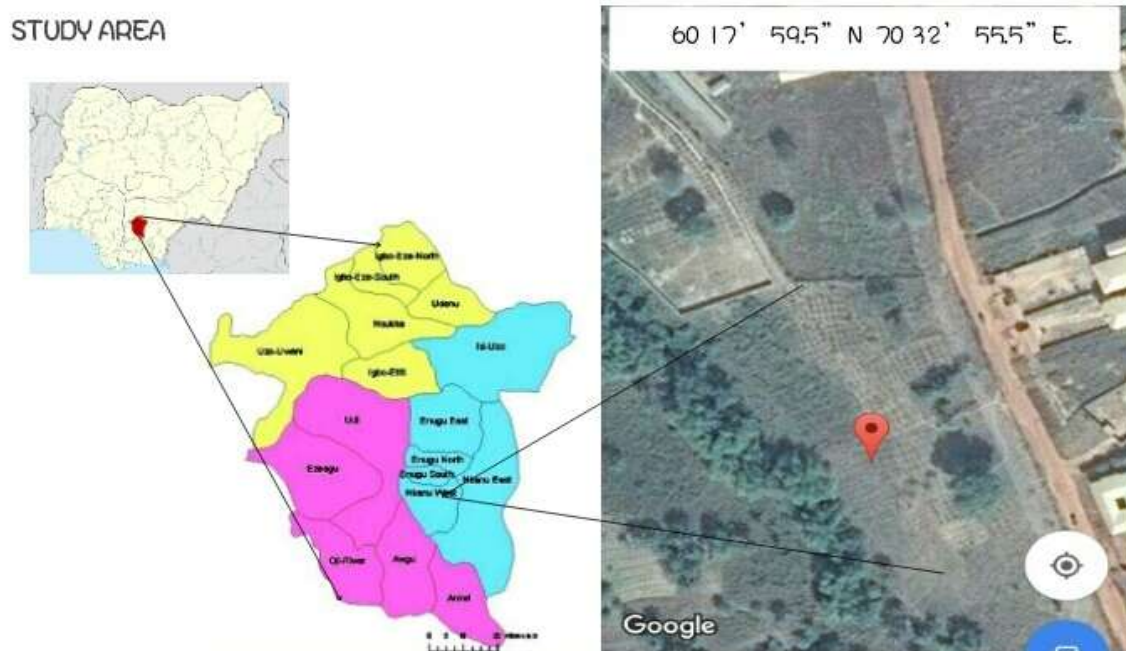 STUDY AREA
60 17' 59.5" N 70 32' 55.5" E.
Igbo-Eze-North
Igbo-Eze-South
Udenu
Nsukka
Isi-Uzo
Uzo-Uwani
Igbo-Etiti
Udi
Enugu East
Enugu North
Ezeagu
Enugu South
Nkanu East
Nkanu West
Oji-River
Awgu
Aninri
Google